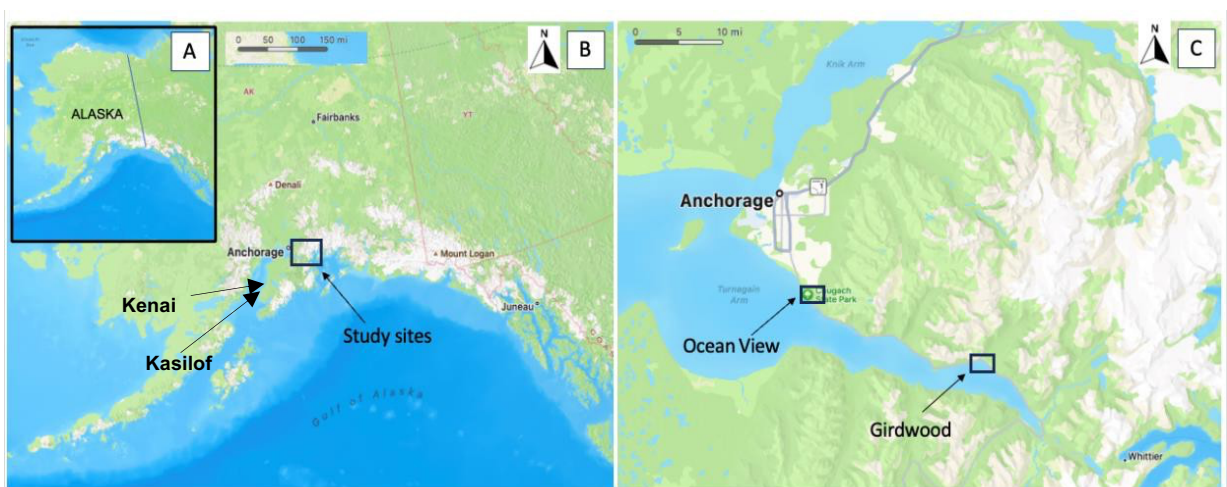 A
ALASKA
0 50 100 150 mi
N
B
AK
YT
Fairbanks
Denali
Anchorage
Mount Logan
Kenai
Juneau
Study sites
Kasilof
Gulf of Alaska
0 5 10 mi
N
C
Knik Arm
1
Anchorage
Turnagain
Arm
Chugach
State Park
Ocean View
Girdwood
Whittier